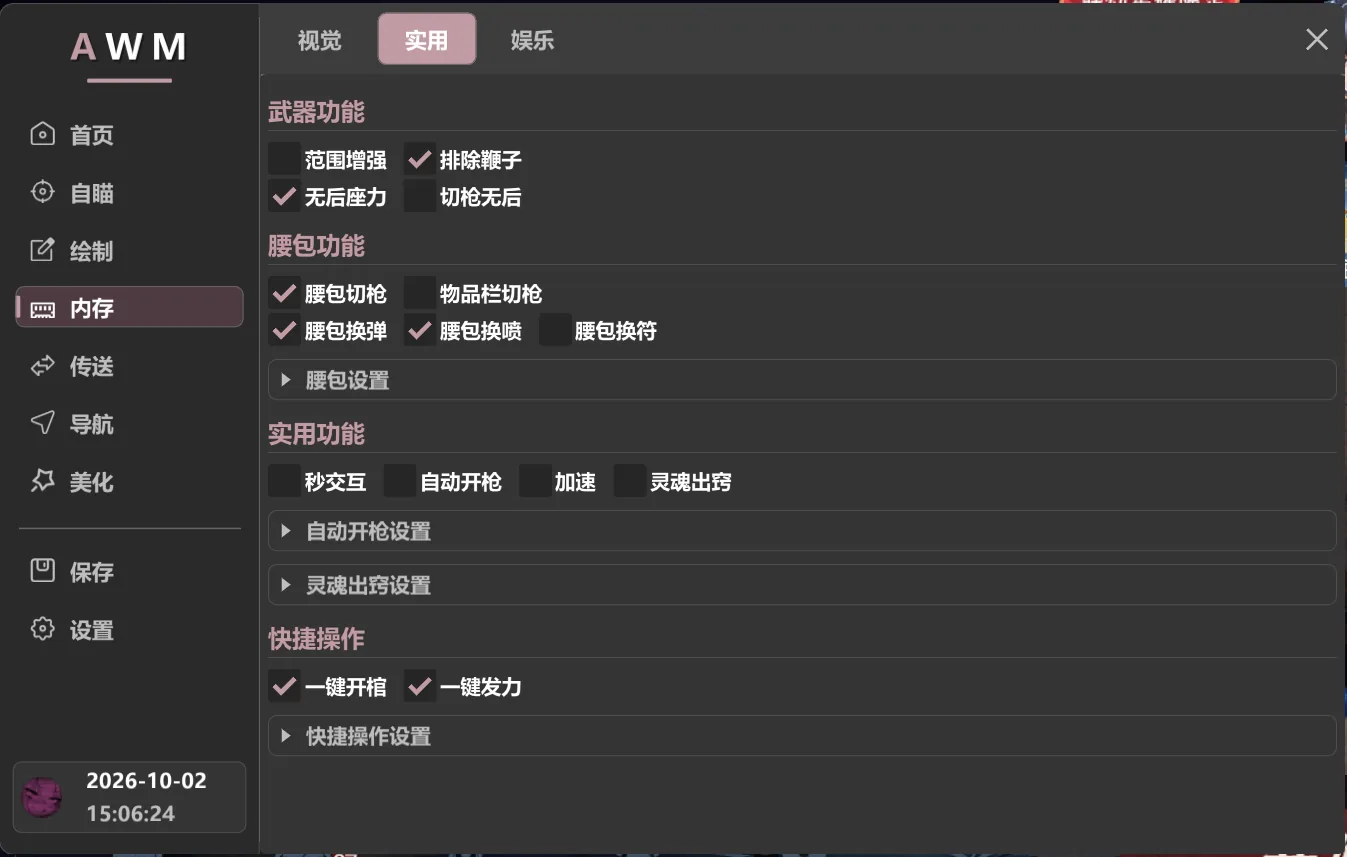 AWM
首页
自瞄
绘制
内存
传送
导航
美化
保存
设置
2026-10-02
15:06:24
视觉 实用 娱乐
武器功能
范围增强 排除鞭子
无后座力 切枪无后
腰包功能
腰包切枪 物品栏切枪
腰包换弹 腰包换喷 腰包换符
腰包设置
实用功能
秒交互 自动开枪 加速 灵魂出窍
自动开枪设置
灵魂出窍设置
快捷操作
一键开棺 一键发力
快捷操作设置